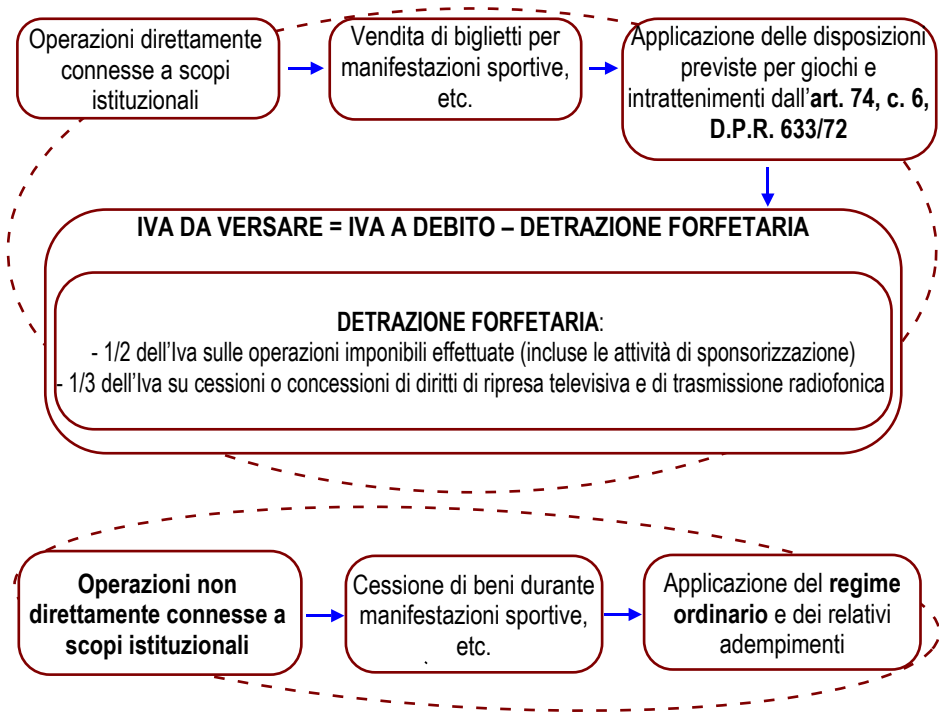 Operazioni direttamente
connesse a scopi
istituzionali
Vendita di biglietti per
manifestazioni sportive,
etc.
Applicazione delle disposizioni
previste per giochi e
intrattenimenti dall'art. 74, c. 6,
D.P.R. 633/72
IVA DA VERSARE = IVA A DEBITO – DETRAZIONE FORFETARIA
DETRAZIONE FORFETARIA:
- 1/2 dell'Iva sulle operazioni imponibili effettuate (incluse le attività di sponsorizzazione)
- 1/3 dell'Iva su cessioni o concessioni di diritti di ripresa televisiva e di trasmissione radiofonica
Operazioni non
direttamente connesse a
scopi istituzionali
Cessione di beni durante
manifestazioni sportive,
etc.
Applicazione del regime
ordinario e dei relativi
adempimenti